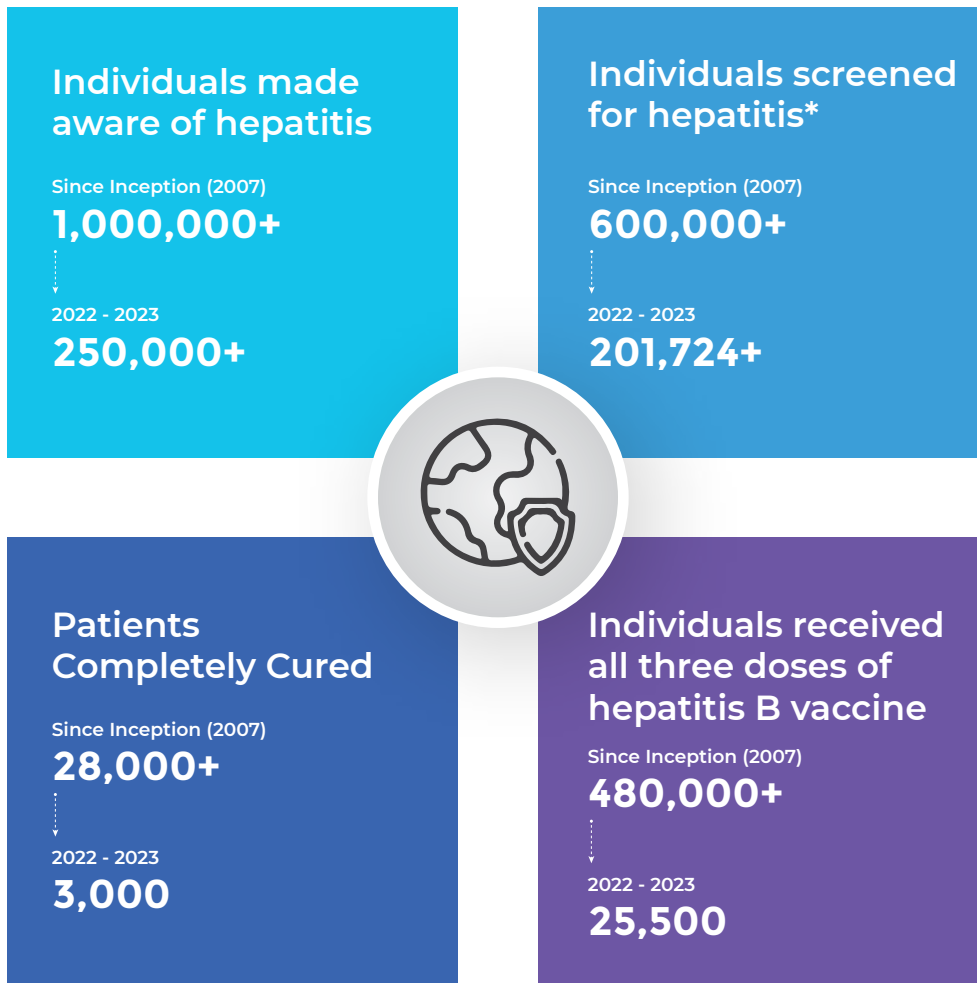 Individuals made
aware of hepatitis
Since Inception (2007)
1,000,000+
2022 - 2023
250,000+
Individuals screened
for hepatitis*
Since Inception (2007)
600,000+
2022 - 2023
201,724+
Patients
Completely Cured
Since Inception (2007)
28,000+
2022 - 2023
3,000
Individuals received
all three doses of
hepatitis B vaccine
Since Inception (2007)
480,000+
2022 - 2023
25,500